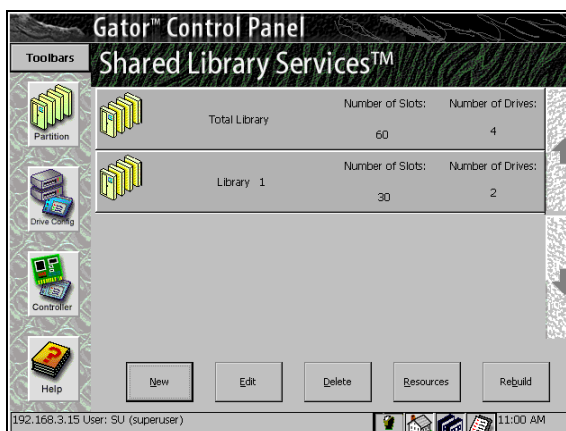 Gator™ Control Panel
Toolbars
Shared Library Services™
Partition
Drive Config
Controller
Help
Total Library
Number of Slots:
60
Number of Drives:
4
Library 1
Number of Slots:
30
Number of Drives:
2
New
Edit
Delete
Resources
Rebuild
192.168.3.15 User: SU (superuser)
11:00 AM